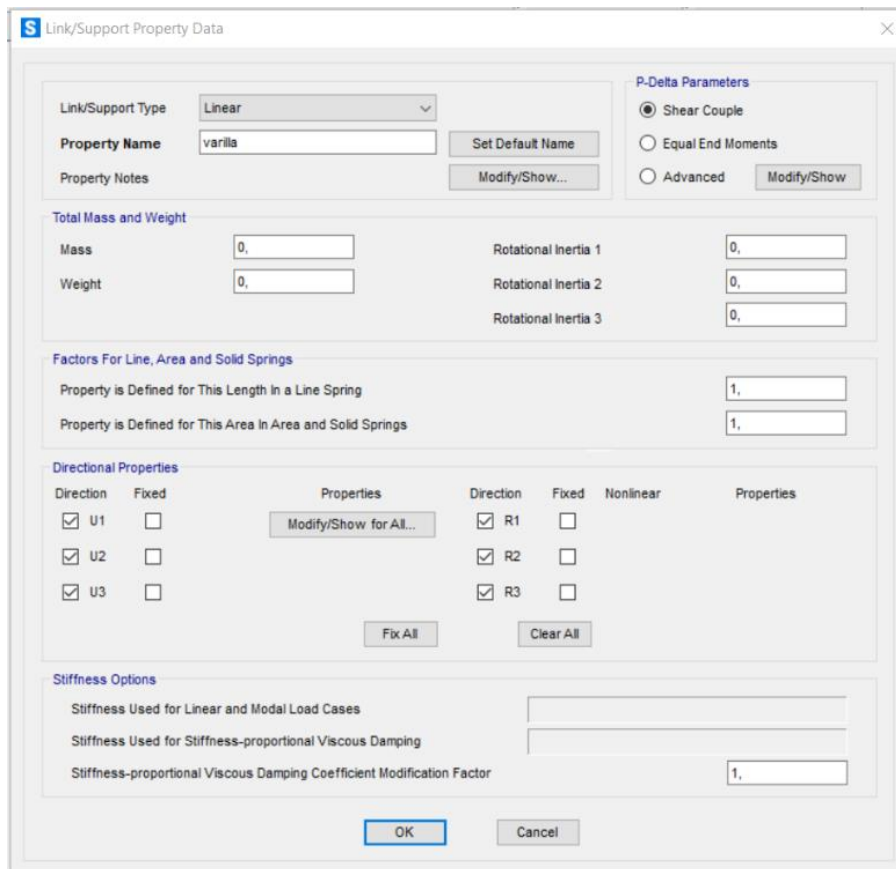 S Link/Support Property Data
P-Delta Parameters
Link/Support Type Linear Shear Couple
Property Name varilla Set Default Name Equal End Moments
Property Notes Modify/Show... Advanced Modify/Show
Total Mass and Weight
Mass 0, Rotational Inertia 1 0,
Weight 0, Rotational Inertia 2 0,
Rotational Inertia 3 0,
Factors For Line, Area and Solid Springs
Property is Defined for This Length In a Line Spring 1,
Property is Defined for This Area In Area and Solid Springs 1,
Directional Properties
Direction Fixed Properties Direction Fixed Nonlinear Properties
U1 Modify/Show for All... R1
U2 R2
U3 R3
Fix All Clear All
Stiffness Options
Stiffness Used for Linear and Modal Load Cases
Stiffness Used for Stiffness-proportional Viscous Damping
Stiffness-proportional Viscous Damping Coefficient Modification Factor 1,
OK Cancel